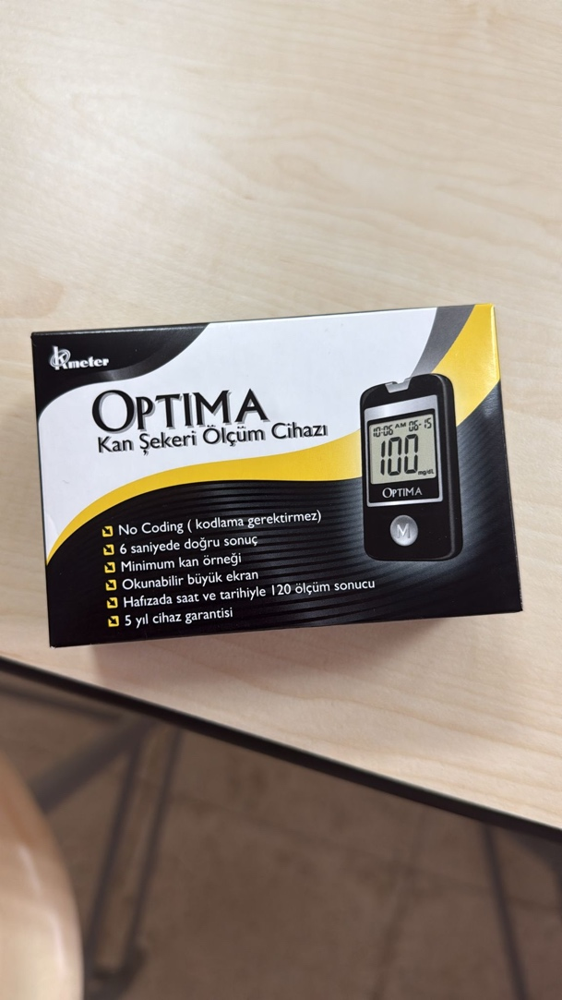 Kmeter
OPTIMA
Kan Şekeri Ölçüm Cihazı
10:06 AM 06-15
100
mg/dL
OPTIMA
M
No Coding ( kodlama gerektirmez)
6 saniyede doğru sonuç
Minimum kan örneği
Okunabilir büyük ekran
Hafızada saat ve tarihiyle 120 ölçüm sonucu
5 yıl cihaz garantisi